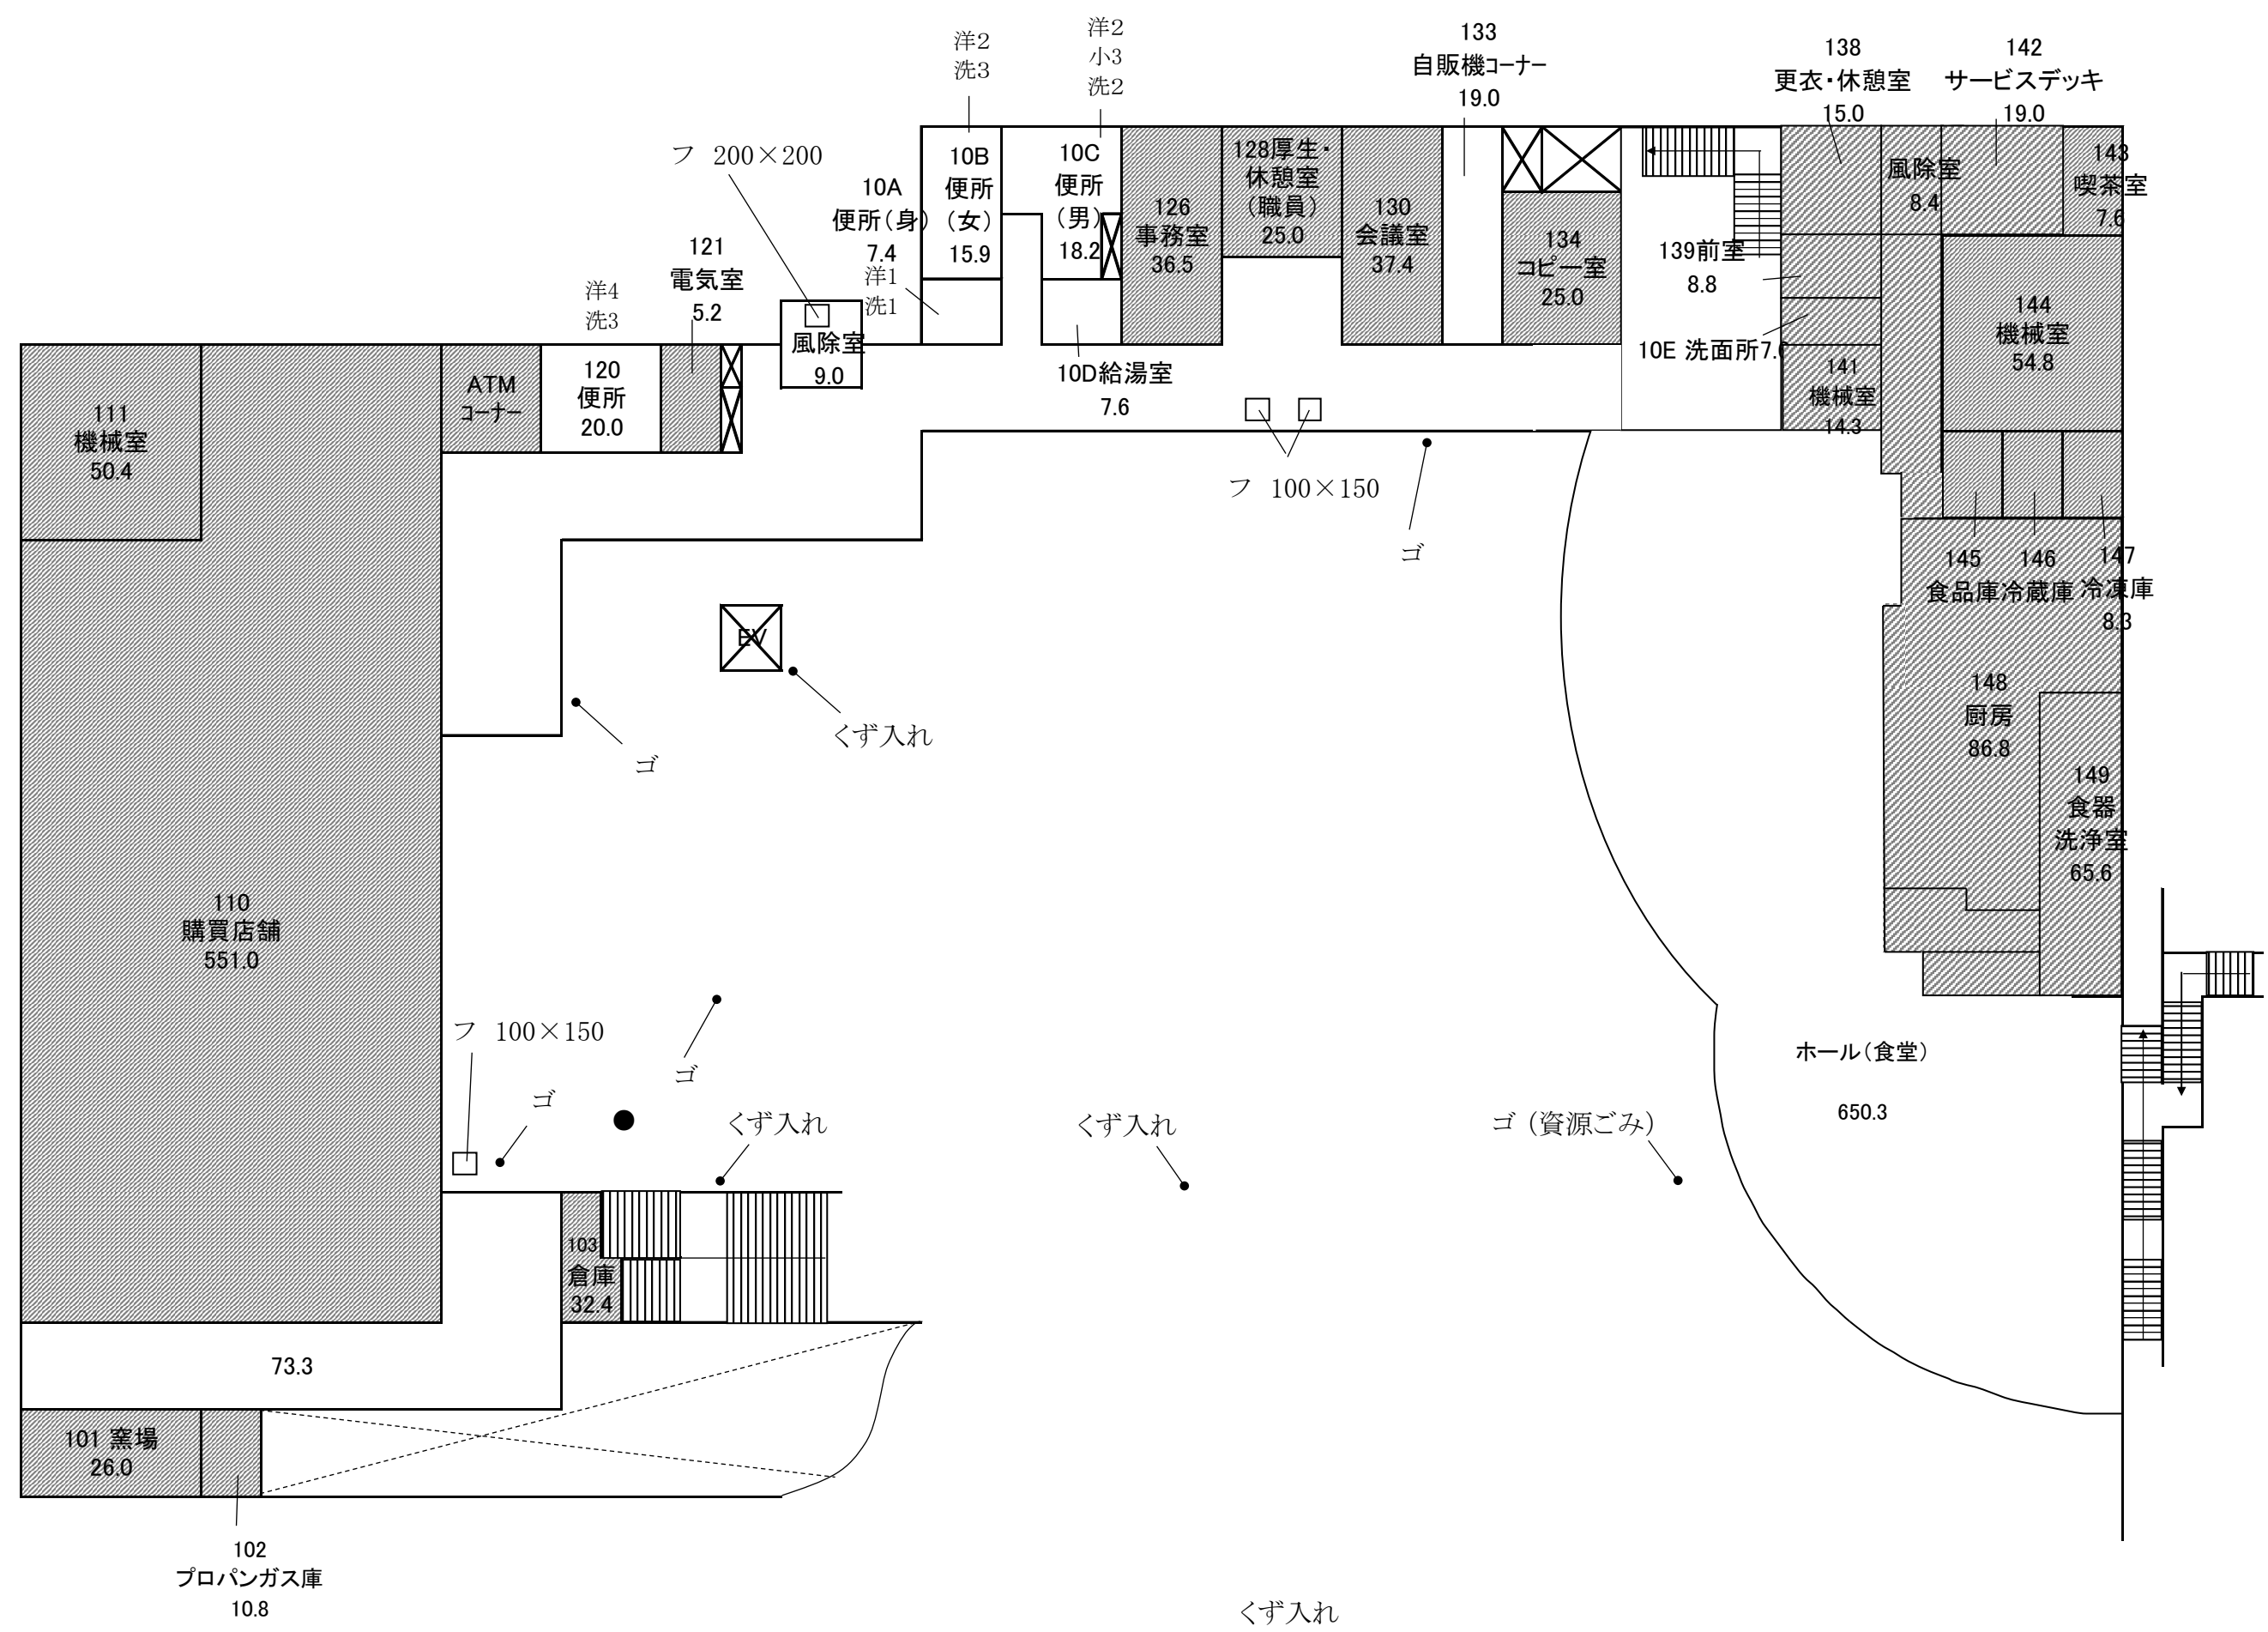 洋2
洗3
洋2
小3
洗2
133
自販機コーナー
19.0
138
更衣・休憩室
15.0
142
サービスデッキ
19.0
フ 200×200
10A
便所(身)
7.4
洋1
洗1
10B
便所
(女)
15.9
10C
便所
(男)
18.2
126
事務室
36.5
128厚生・
休憩室
(職員)
25.0
130
会議室
37.4
134
コピー室
25.0
139前室
8.8
風除室
8.4
143
喫茶室
7.6
121
電気室
5.2
洋4
洗3
風除室
9.0
10D給湯室
7.6
10E 洗面所7.6
141
機械室
14.3
144
機械室
54.8
111
機械室
50.4
ATM
コーナー
120
便所
20.0
フ 100×150
ゴ
145
食品庫
146
冷蔵庫
147
冷凍庫
8.3
EV
くず入れ
ゴ
148
厨房
86.8
149
食器
洗浄室
65.6
110
購買店舗
551.0
フ 100×150
ゴ
ゴ
くず入れ
くず入れ
ゴ(資源ごみ)
ホール(食堂)
650.3
103
倉庫
32.4
73.3
101 窯場
26.0
102
プロパンガス庫
10.8
くず入れ